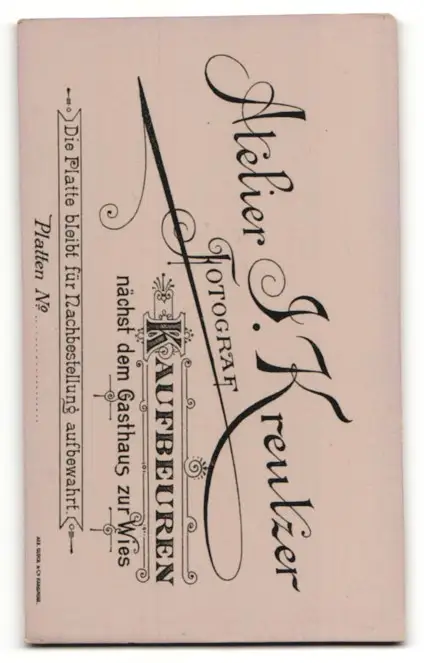 Atelier J. Kreutzer
FOTOGRAF
KAUFBEUREN
nächst dem Gasthaus zur Wies
Die Platte bleibt für Nachbestellung aufbewahrt.
Platten No